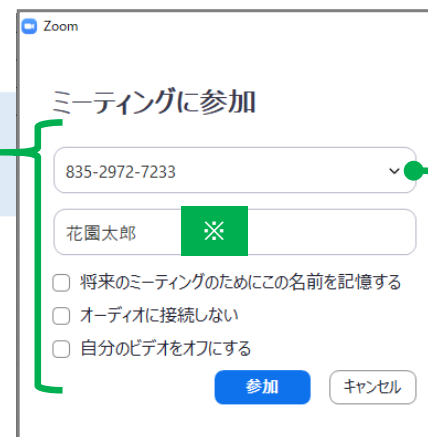 Zoom
ミーティングに参加
835-2972-7233
花園太郎 ※
将来のミーティングのためにこの名前を記憶する
オーディオに接続しない
自分のビデオをオフにする
参加 キャンセル